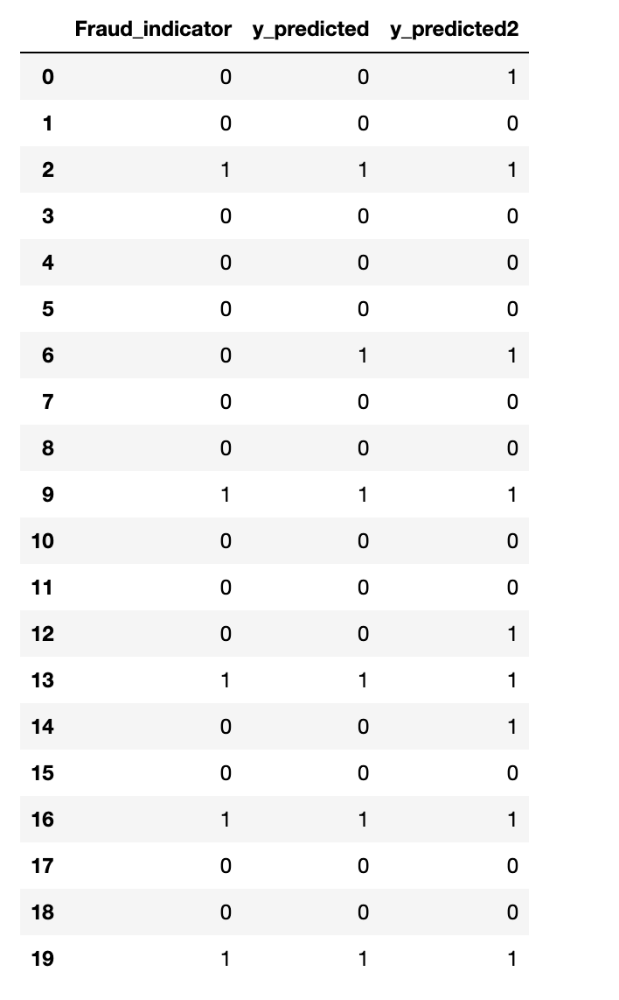 Fraud_indicator y_predicted y_predicted2
0 0 0 1
1 0 0 0
2 1 1 1
3 0 0 0
4 0 0 0
5 0 0 0
6 0 1 1
7 0 0 0
8 0 0 0
9 1 1 1
10 0 0 0
11 0 0 0
12 0 0 1
13 1 1 1
14 0 0 1
15 0 0 0
16 1 1 1
17 0 0 0
18 0 0 0
19 1 1 1